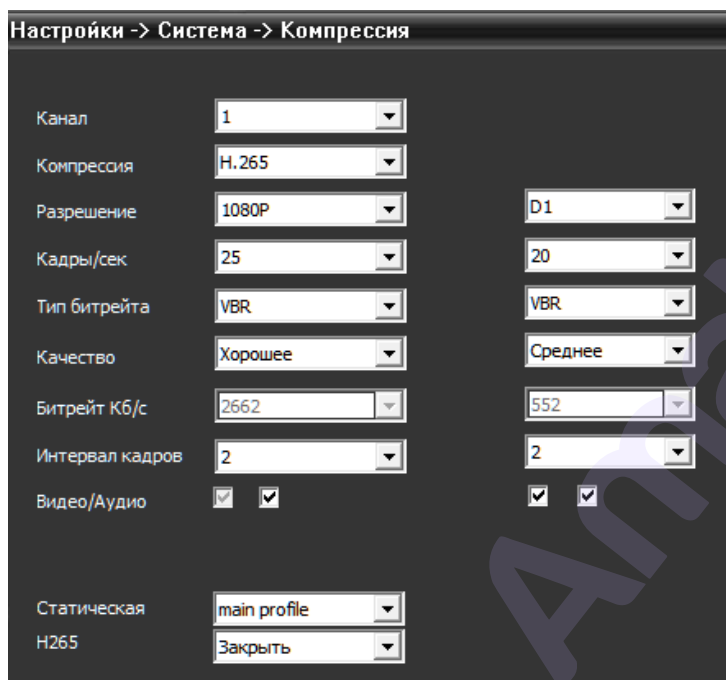 Настройки -> Система -> Компрессия
Канал 1
Компрессия H.265
Разрешение 1080P D1
Кадры/сек 25 20
Тип битрейта VBR VBR
Качество Хорошее Среднее
Битрейт Кб/с 2662 552
Интервал кадров 2 2
Видео/Аудио
Статическая main profile
H265 Закрыть